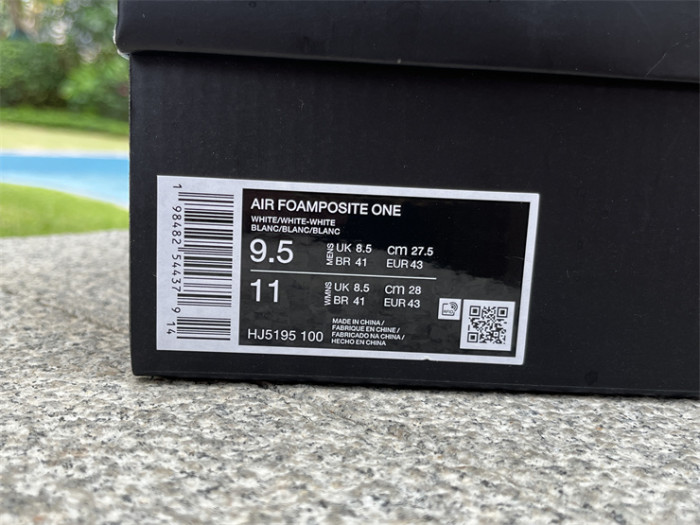 AIR FOAMPOSITE ONE
WHITE/WHITE-WHITE
BLANC/BLANC/BLANC
9.5 MENS UK 8.5 cm 27.5
BR 41 EUR 43
11 WMNS UK 8.5 cm 28
BR 41 EUR 43
MADE IN CHINA /
FABRIQUE EN CHINE /
FABRICADO NA CHINA /
HECHO EN CHINA
HJ5195 100
1 98482 54437 9 14